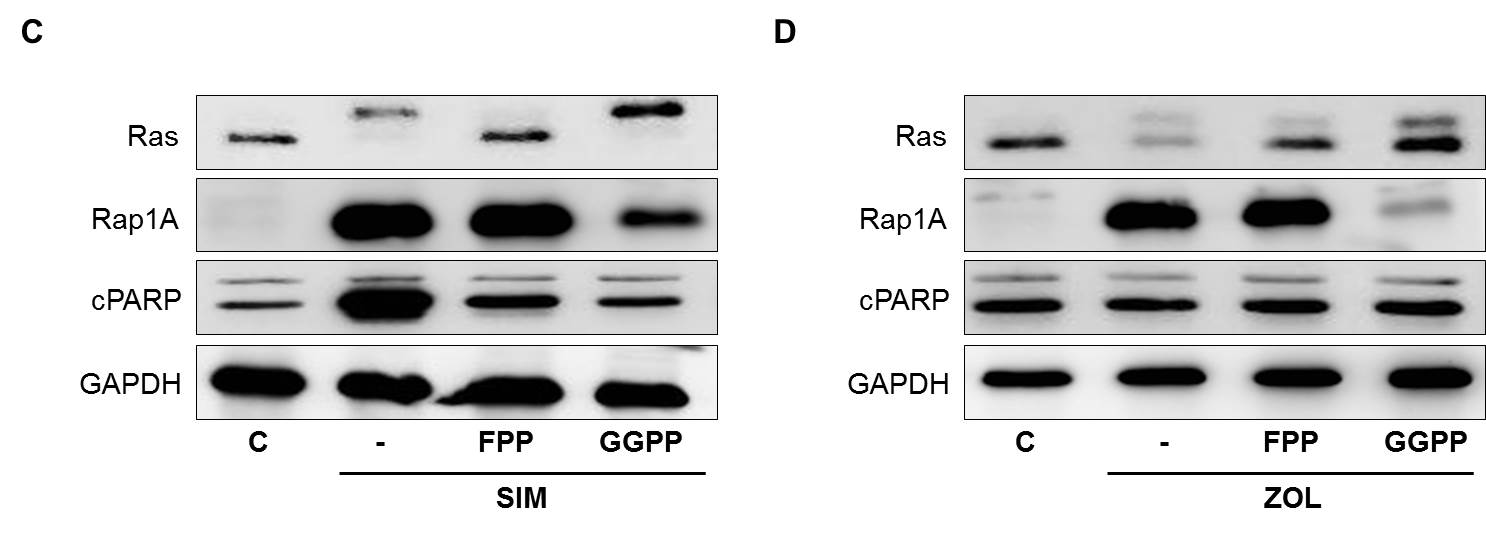 C
D
Ras
Rap1A
cPARP
GAPDH
C - FPP GGPP
SIM
Ras
Rap1A
cPARP
GAPDH
C - FPP GGPP
ZOL